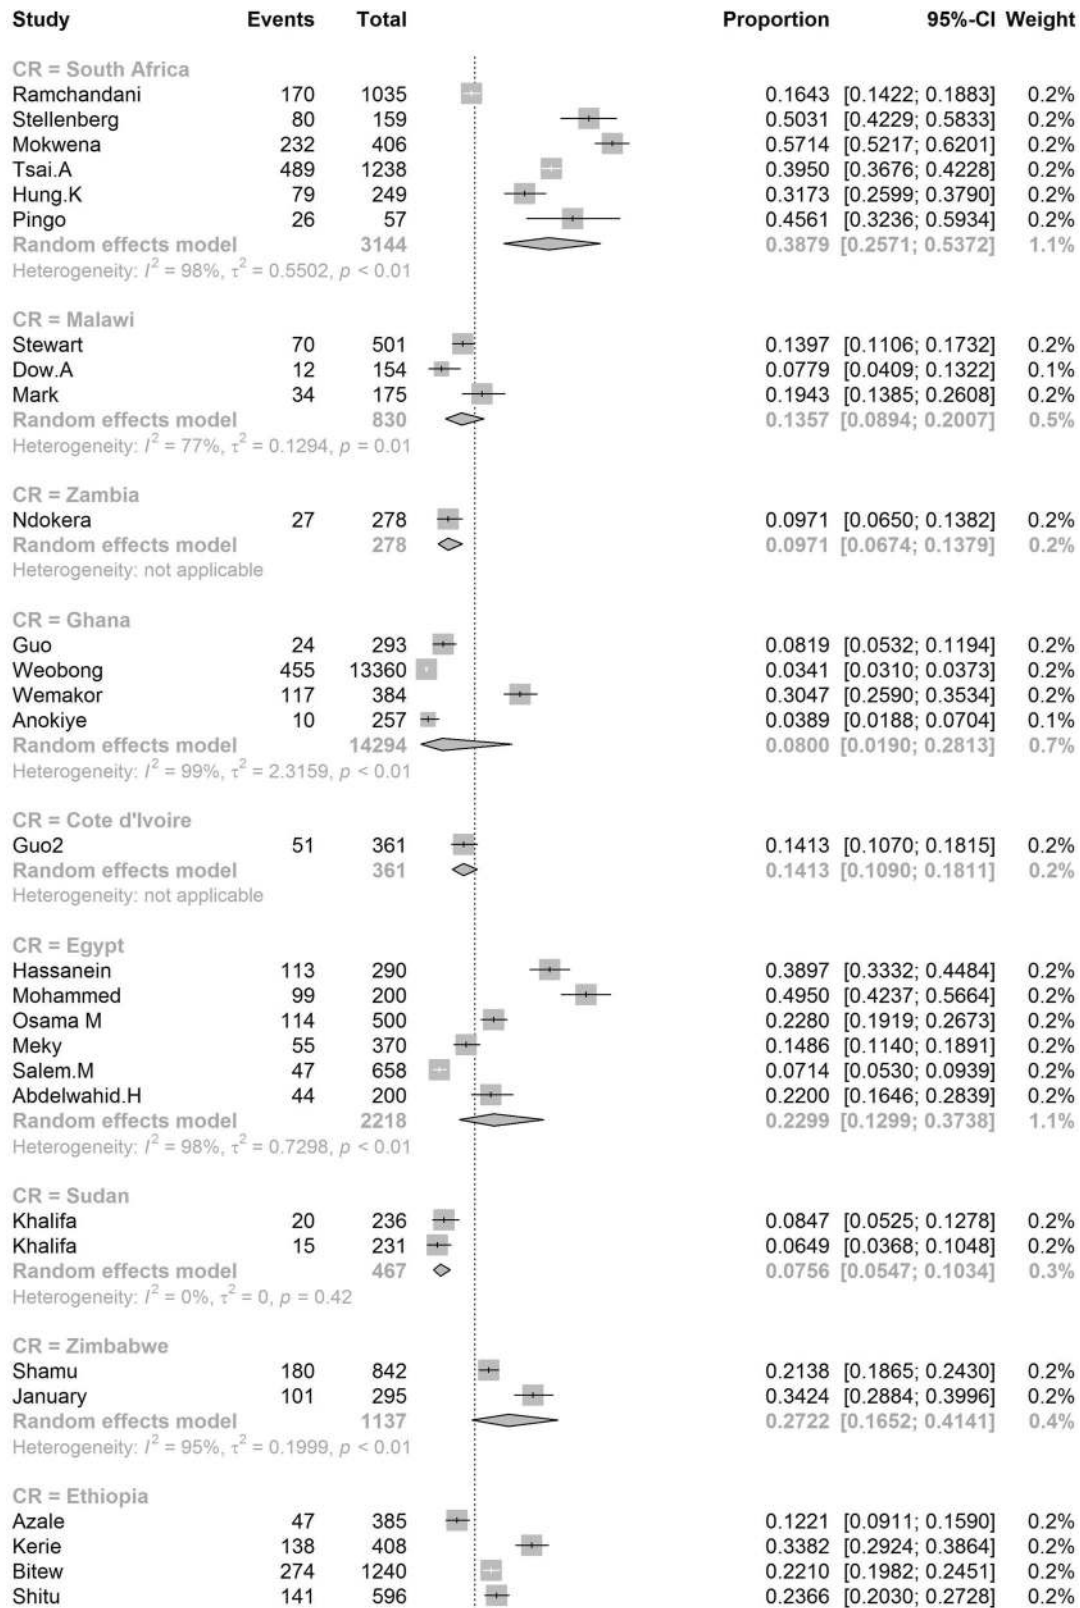 Study Events Total Proportion 95%-CI Weight
CR = South Africa
Ramchandani 170 1035 0.1643 [0.1422; 0.1883] 0.2%
Stellenberg 80 159 0.5031 [0.4229; 0.5833] 0.2%
Mokwena 232 406 0.5714 [0.5217; 0.6201] 0.2%
Tsai.A 489 1238 0.3950 [0.3676; 0.4228] 0.2%
Hung.K 79 249 0.3173 [0.2599; 0.3790] 0.2%
Pingo 26 57 0.4561 [0.3236; 0.5934] 0.2%
Random effects model 3144 0.3879 [0.2571; 0.5372] 1.1%
Heterogeneity: I² = 98%, τ² = 0.5502, p < 0.01
CR = Malawi
Stewart 70 501 0.1397 [0.1106; 0.1732] 0.2%
Dow.A 12 154 0.0779 [0.0409; 0.1322] 0.1%
Mark 34 175 0.1943 [0.1385; 0.2608] 0.2%
Random effects model 830 0.1357 [0.0894; 0.2007] 0.5%
Heterogeneity: I² = 77%, τ² = 0.1294, p = 0.01
CR = Zambia
Ndokera 27 278 0.0971 [0.0650; 0.1382] 0.2%
Random effects model 278 0.0971 [0.0674; 0.1379] 0.2%
Heterogeneity: not applicable
CR = Ghana
Guo 24 293 0.0819 [0.0532; 0.1194] 0.2%
Weobong 455 13360 0.0341 [0.0310; 0.0373] 0.2%
Wemakor 117 384 0.3047 [0.2590; 0.3534] 0.2%
Anokiye 10 257 0.0389 [0.0188; 0.0704] 0.1%
Random effects model 14294 0.0800 [0.0190; 0.2813] 0.7%
Heterogeneity: I² = 99%, τ² = 2.3159, p < 0.01
CR = Cote d'Ivoire
Guo2 51 361 0.1413 [0.1070; 0.1815] 0.2%
Random effects model 361 0.1413 [0.1090; 0.1811] 0.2%
Heterogeneity: not applicable
CR = Egypt
Hassanein 113 290 0.3897 [0.3332; 0.4484] 0.2%
Mohammed 99 200 0.4950 [0.4237; 0.5664] 0.2%
Osama M 114 500 0.2280 [0.1919; 0.2673] 0.2%
Meky 55 370 0.1486 [0.1140; 0.1891] 0.2%
Salem.M 47 658 0.0714 [0.0530; 0.0939] 0.2%
Abdelwahid.H 44 200 0.2200 [0.1646; 0.2839] 0.2%
Random effects model 2218 0.2299 [0.1299; 0.3738] 1.1%
Heterogeneity: I² = 98%, τ² = 0.7298, p < 0.01
CR = Sudan
Khalifa 20 236 0.0847 [0.0525; 0.1278] 0.2%
Khalifa 15 231 0.0649 [0.0368; 0.1048] 0.2%
Random effects model 467 0.0756 [0.0547; 0.1034] 0.3%
Heterogeneity: I² = 0%, τ² = 0, p = 0.42
CR = Zimbabwe
Shamu 180 842 0.2138 [0.1865; 0.2430] 0.2%
January 101 295 0.3424 [0.2884; 0.3996] 0.2%
Random effects model 1137 0.2722 [0.1652; 0.4141] 0.4%
Heterogeneity: I² = 95%, τ² = 0.1999, p < 0.01
CR = Ethiopia
Azale 47 385 0.1221 [0.0911; 0.1590] 0.2%
Kerie 138 408 0.3382 [0.2924; 0.3864] 0.2%
Bitew 274 1240 0.2210 [0.1982; 0.2451] 0.2%
Shitu 141 596 0.2366 [0.2030; 0.2728] 0.2%